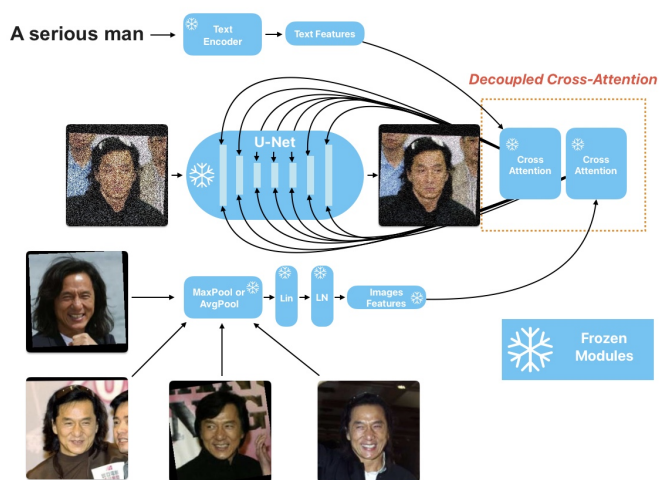 A serious man
Text
Encoder
Text Features
Decoupled Cross-Attention
U-Net
Cross
Attention
Cross
Attention
MaxPool or
AvgPool
Lin
LN
Images
Features
Frozen
Modules